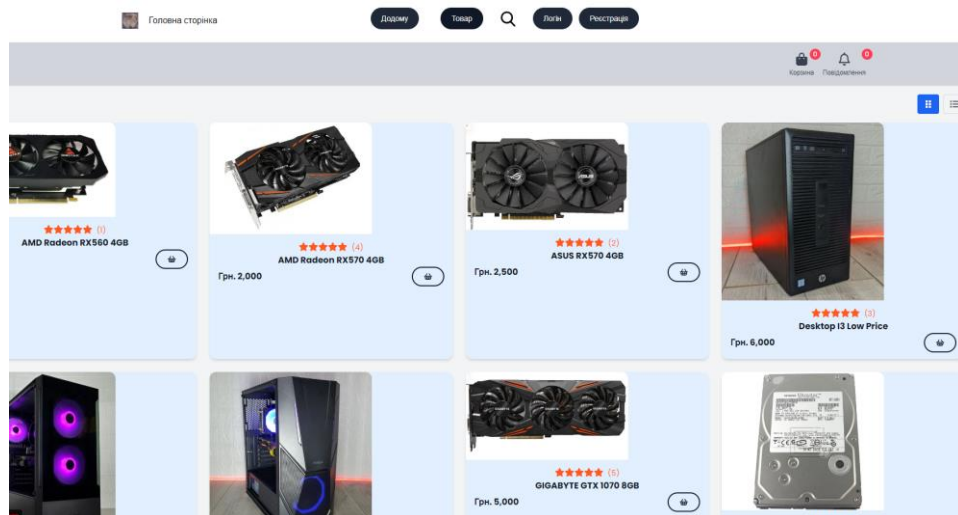 Головна сторінка
Додому
Товар
Логін
Реєстрація
0
0
Корзина
Повідомлення
(1)
AMD Radeon RX560 4GB
(4)
AMD Radeon RX570 4GB
Грн. 2,000
(2)
ASUS RX570 4GB
Грн. 2,500
(3)
Desktop I3 Low Price
Грн. 6,000
(5)
GIGABYTE GTX 1070 8GB
Грн. 5,000